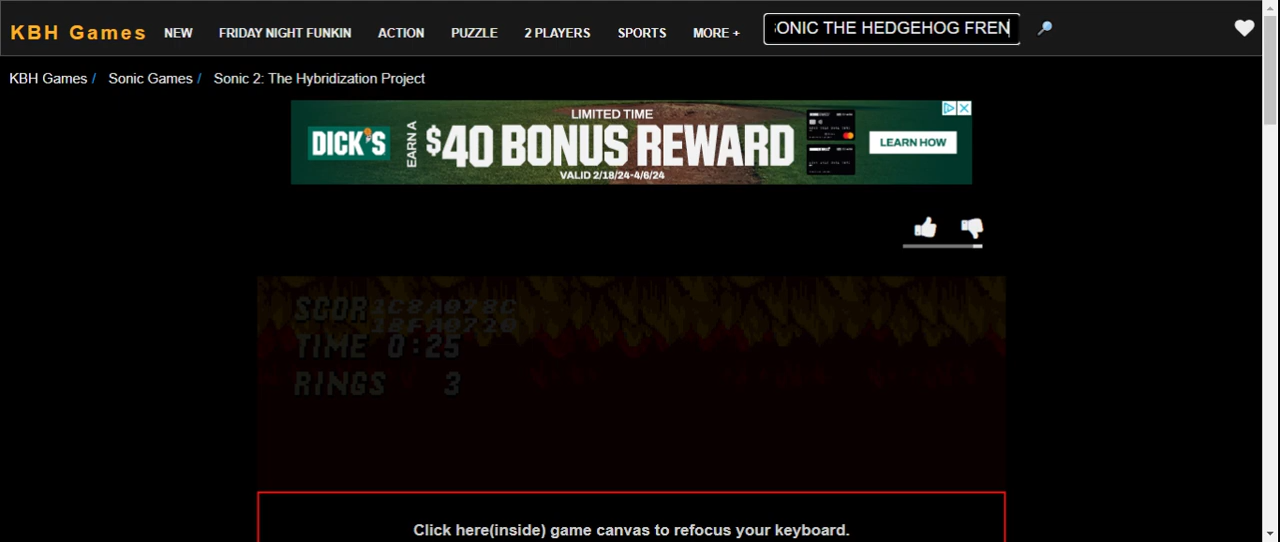 KBH Games NEW FRIDAY NIGHT FUNKIN ACTION PUZZLE 2 PLAYERS SPORTS MORE + ONIC THE HEDGEHOG FREN
KBH Games / Sonic Games / Sonic 2: The Hybridization Project
DICK'S
EARN A
LIMITED TIME
$40 BONUS REWARD
VALID 2/18/24-4/6/24
LEARN HOW
SCOR 1C8A028C
1BFA0720
TIME 0:25
RINGS 3
Click here(inside) game canvas to refocus your keyboard.